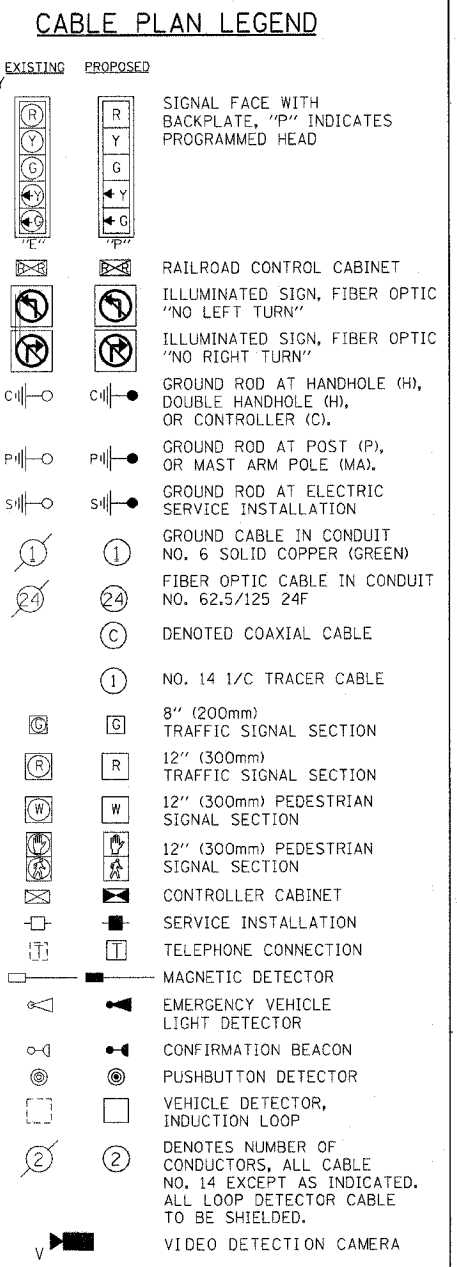 CABLE PLAN LEGEND
EXISTING PROPOSED
R R SIGNAL FACE WITH
Y Y BACKPLATE, "P" INDICATES
G G PROGRAMMED HEAD
Y Y
G G
"E" "P"
RAILROAD CONTROL CABINET
ILLUMINATED SIGN, FIBER OPTIC
"NO LEFT TURN"
ILLUMINATED SIGN, FIBER OPTIC
"NO RIGHT TURN"
C C GROUND ROD AT HANDHOLE (H),
DOUBLE HANDHOLE (H),
OR CONTROLLER (C).
P P GROUND ROD AT POST (P),
OR MAST ARM POLE (MA).
S S GROUND ROD AT ELECTRIC
SERVICE INSTALLATION
1 1 GROUND CABLE IN CONDUIT
NO. 6 SOLID COPPER (GREEN)
24 24 FIBER OPTIC CABLE IN CONDUIT
NO. 62.5/125 24F
C DENOTED COAXIAL CABLE
1 NO. 14 1/C TRACER CABLE
G G 8" (200mm)
TRAFFIC SIGNAL SECTION
R R 12" (300mm)
TRAFFIC SIGNAL SECTION
W W 12" (300mm) PEDESTRIAN
SIGNAL SECTION
12" (300mm) PEDESTRIAN
SIGNAL SECTION
CONTROLLER CABINET
SERVICE INSTALLATION
T T TELEPHONE CONNECTION
MAGNETIC DETECTOR
EMERGENCY VEHICLE
LIGHT DETECTOR
CONFIRMATION BEACON
PUSHBUTTON DETECTOR
VEHICLE DETECTOR,
INDUCTION LOOP
2 2 DENOTES NUMBER OF
CONDUCTORS, ALL CABLE
NO. 14 EXCEPT AS INDICATED.
ALL LOOP DETECTOR CABLE
TO BE SHIELDED.
V VIDEO DETECTION CAMERA